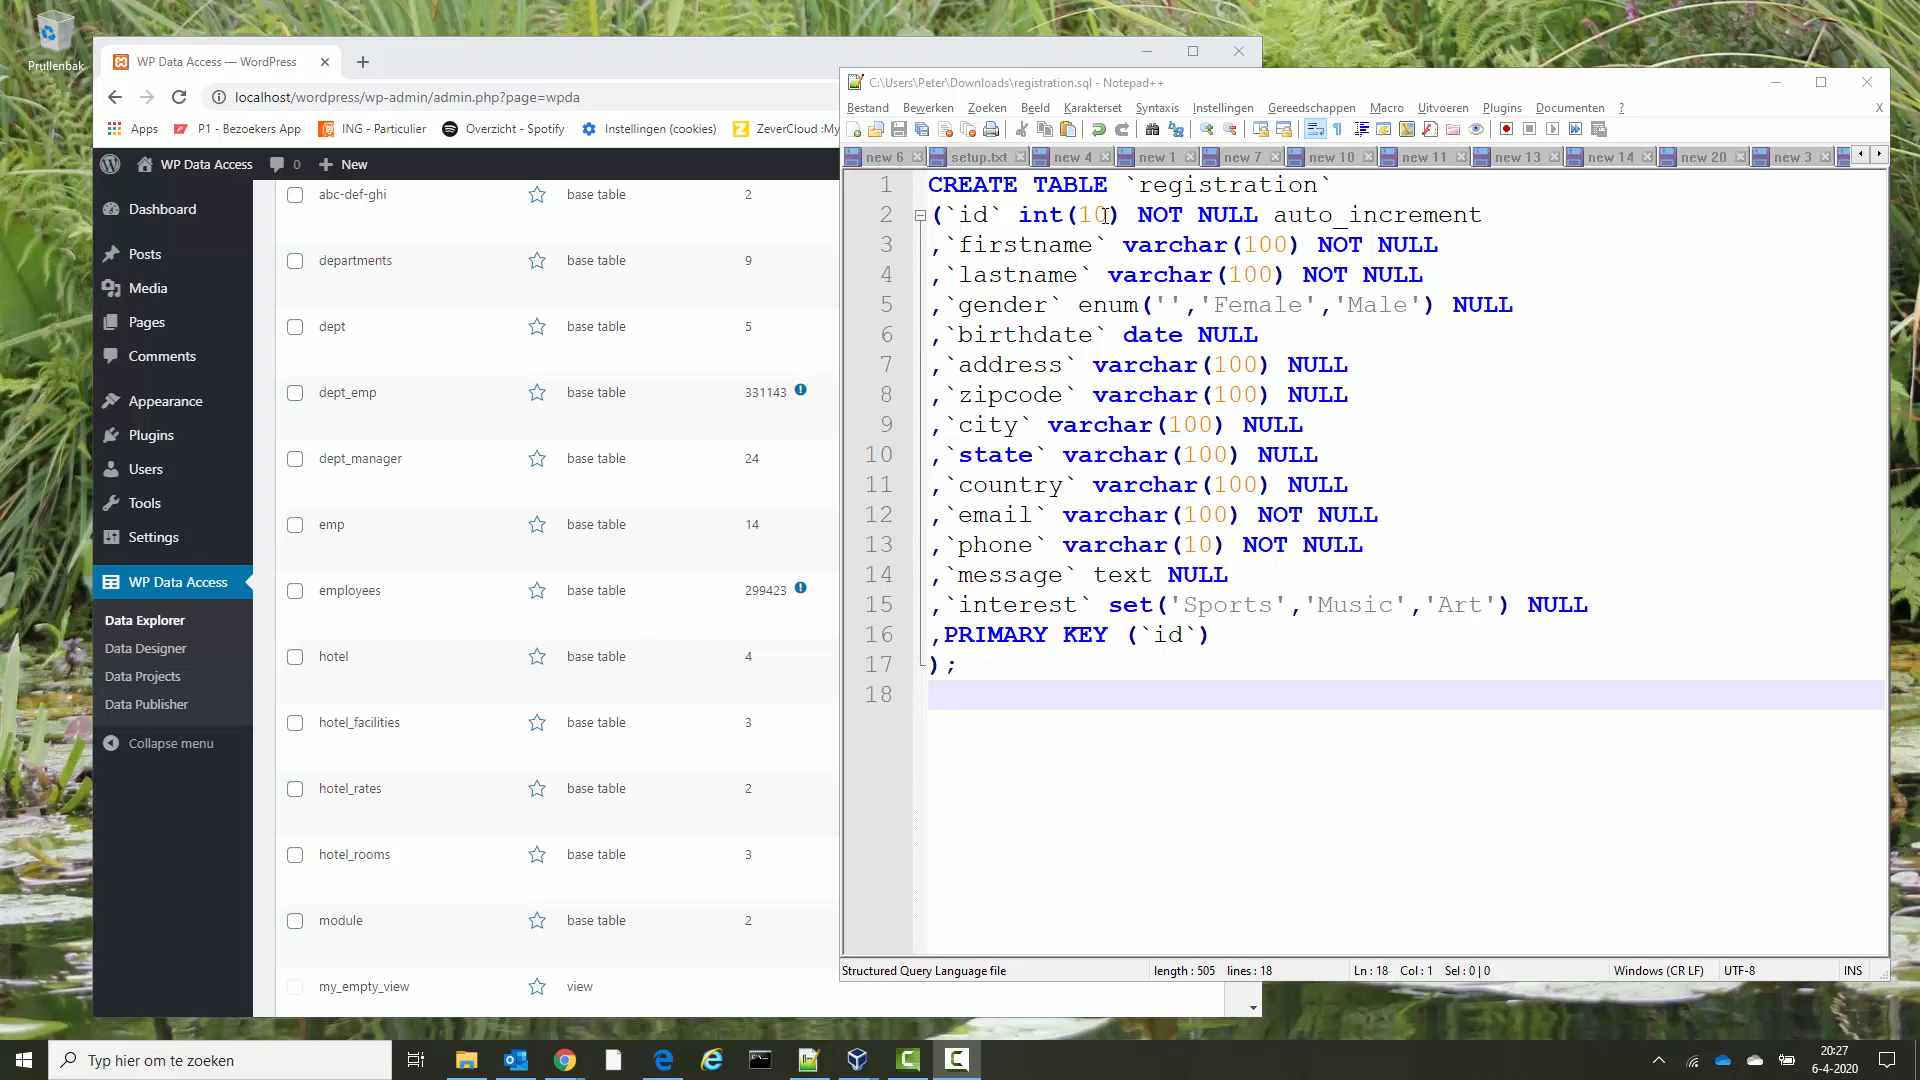 Prullenbak
WP Data Access — WordPress
localhost/wordpress/wp-admin/admin.php?page=wpda
Apps
P1 - Bezoekers App
ING - Particulier
Overzicht - Spotify
Instellingen (cookies)
ZeverCloud :My
WP Data Access
0
New
Dashboard
Posts
Media
Pages
Comments
Appearance
Plugins
Users
Tools
Settings
WP Data Access
Data Explorer
Data Designer
Data Projects
Data Publisher
Collapse menu
abc-def-ghi base table 2
departments base table 9
dept base table 5
dept_emp base table 331143
dept_manager base table 24
emp base table 14
employees base table 299423
hotel base table 4
hotel_facilities base table 3
hotel_rates base table 2
hotel_rooms base table 3
module base table 2
my_empty_view view
C:\Users\Peter\Downloads\registration.sql - Notepad++
Bestand Bewerken Zoeken Beeld Karakterset Syntaxis Instellingen Gereedschappen Macro Uitvoeren Plugins Documenten ? X
new 6 setup.txt new 4 new 1 new 7 new 10 new 11 new 13 new 14 new 20 new 3
1 CREATE TABLE `registration`
2 (`id` int(10) NOT NULL auto_increment
3 ,`firstname` varchar(100) NOT NULL
4 ,`lastname` varchar(100) NOT NULL
5 ,`gender` enum('','Female','Male') NULL
6 ,`birthdate` date NULL
7 ,`address` varchar(100) NULL
8 ,`zipcode` varchar(100) NULL
9 ,`city` varchar(100) NULL
10 ,`state` varchar(100) NULL
11 ,`country` varchar(100) NULL
12 ,`email` varchar(100) NOT NULL
13 ,`phone` varchar(10) NOT NULL
14 ,`message` text NULL
15 ,`interest` set('Sports','Music','Art') NULL
16 ,PRIMARY KEY (`id`)
17 );
18
Structured Query Language file length : 505 lines : 18 Ln : 18 Col : 1 Sel : 0 | 0 Windows (CR LF) UTF-8 INS
Typ hier om te zoeken
20:27
6-4-2020